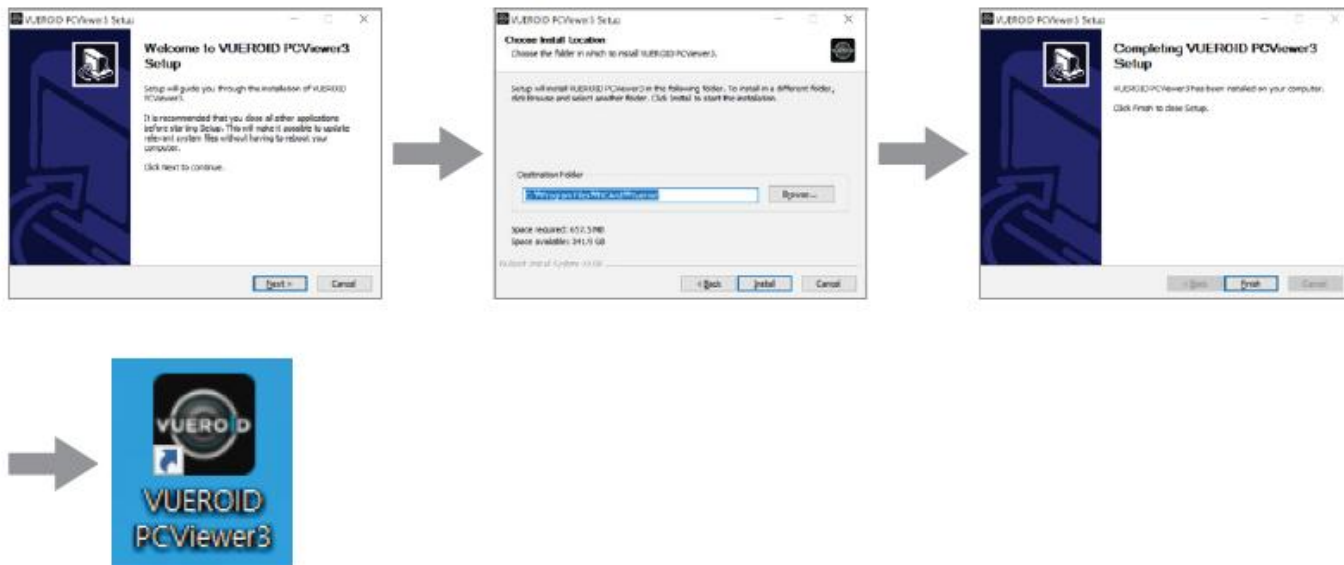 VUEROID PCViewer3 Setup
Welcome to VUEROID PCViewer3
Setup
Setup will guide you through the installation of VUEROID
PCViewer3.
It is recommended that you close all other applications
before starting Setup. This will make it possible to update
relevant system files without having to reboot your
computer.
Click Next to continue.
Next >
Cancel
VUEROID PCViewer3 Setup
Choose Install Location
Choose the folder in which to install VUEROID PCViewer3.
Setup will install VUEROID PCViewer3 in the following folder. To install in a different folder,
click Browse and select another folder. Click Install to start the installation.
Destination Folder
Browse...
Space required: 657.5 MB
Space available: 241.9 GB
< Back
Install
Cancel
VUEROID PCViewer3 Setup
Completing VUEROID PCViewer3
Setup
VUEROID PCViewer3 has been installed on your computer.
Click Finish to close Setup.
< Back
Finish
Cancel
VUEROID
VUEROID
PCViewer3